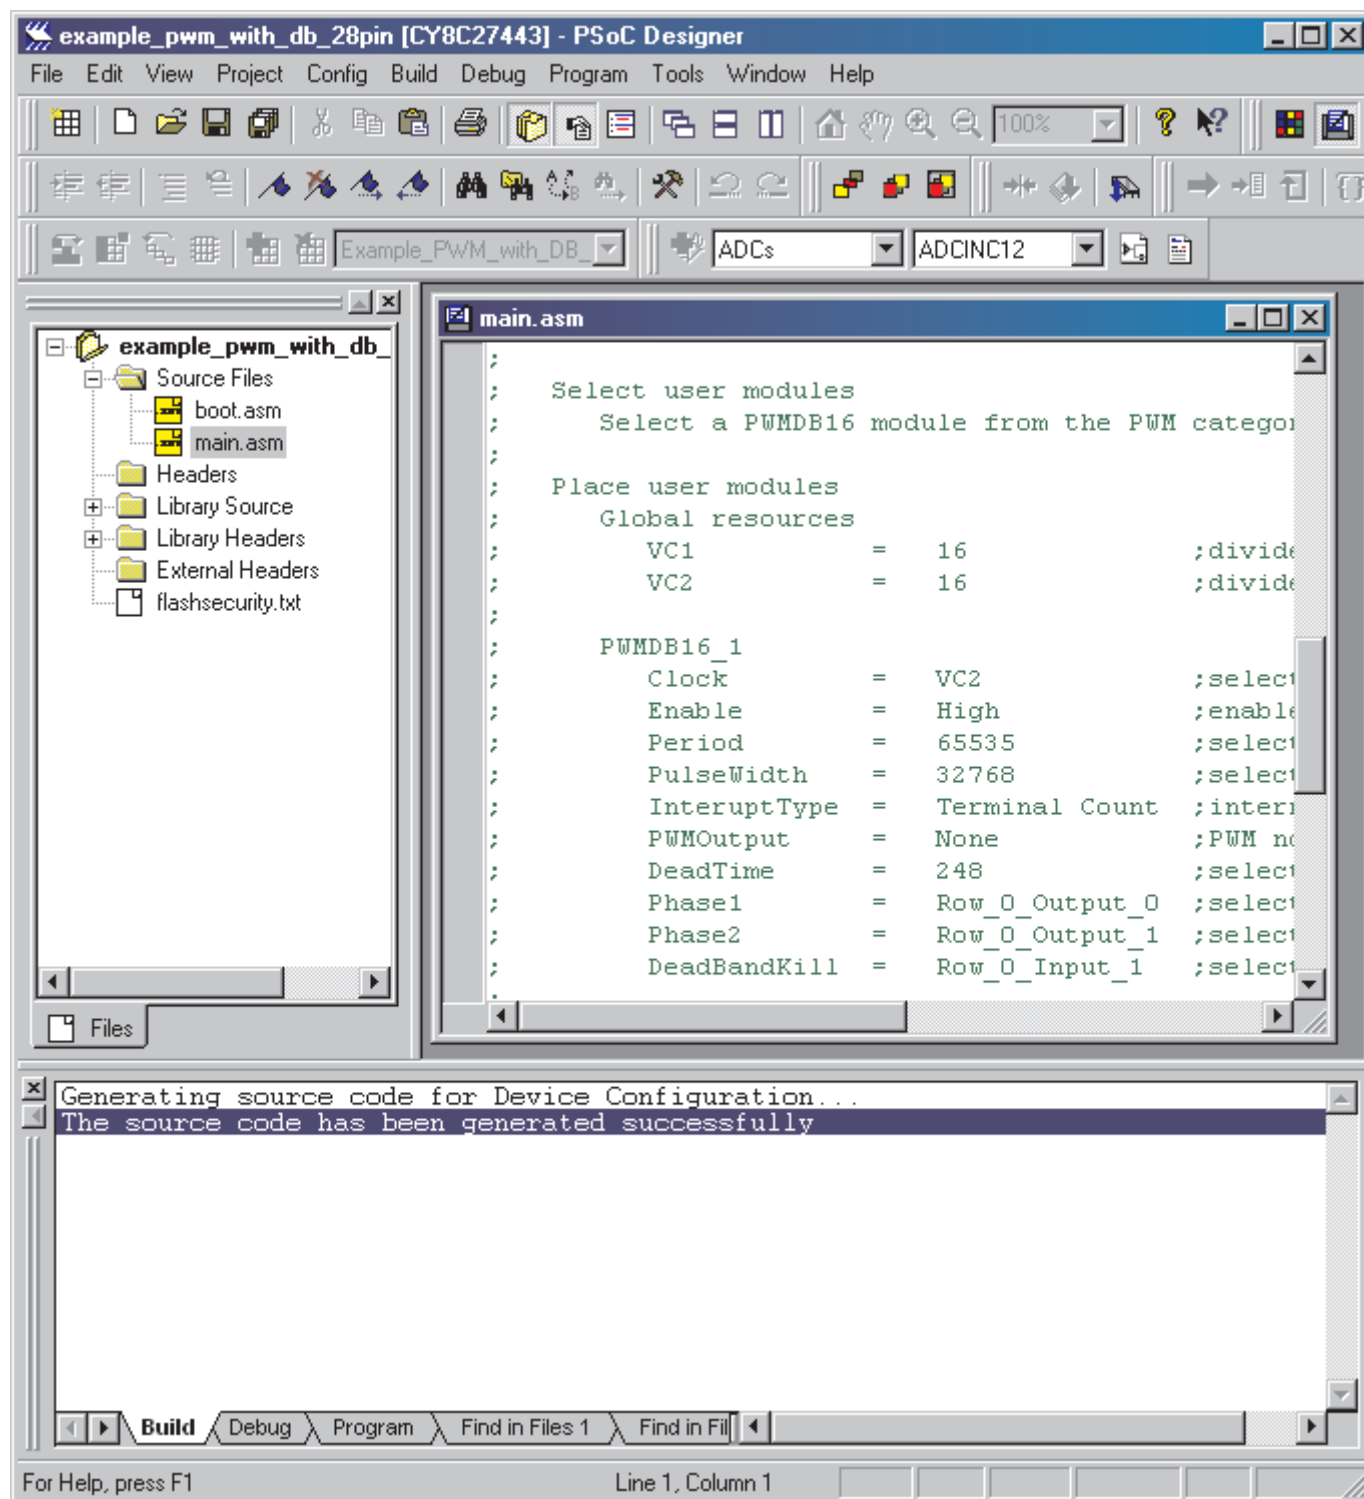 example_pwm_with_db_28pin [CY8C27443] - PSoC Designer
File Edit View Project Config Build Debug Program Tools Window Help
100%
Example_PWM_with_DB_ ADCs ADCINC12
example_pwm_with_db_
Source Files
boot.asm
main.asm
Headers
Library Source
Library Headers
External Headers
flashsecurity.txt
Files
main.asm
;
; Select user modules
; Select a PWMDB16 module from the PWM categor
;
; Place user modules
; Global resources
; VC1 = 16 ;divide
; VC2 = 16 ;divide
;
; PWMDB16_1
; Clock = VC2 ;select
; Enable = High ;enable
; Period = 65535 ;select
; PulseWidth = 32768 ;select
; InteruptType = Terminal Count ;interr
; PWMOutput = None ;PWM no
; DeadTime = 248 ;select
; Phase1 = Row_0_Output_0 ;select
; Phase2 = Row_0_Output_1 ;select
; DeadBandKill = Row_0_Input_1 ;select
Generating source code for Device Configuration...
The source code has been generated successfully
Build Debug Program Find in Files 1 Find in Fil
For Help, press F1 Line 1, Column 1